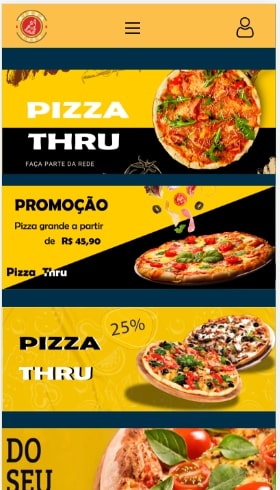 PIZZA
THRU
FAÇA PARTE DA REDE
PROMOÇÃO
Pizza grande a partir
de R$ 45,90
Pizza Thru
25%
PIZZA
THRU
DO
SEU